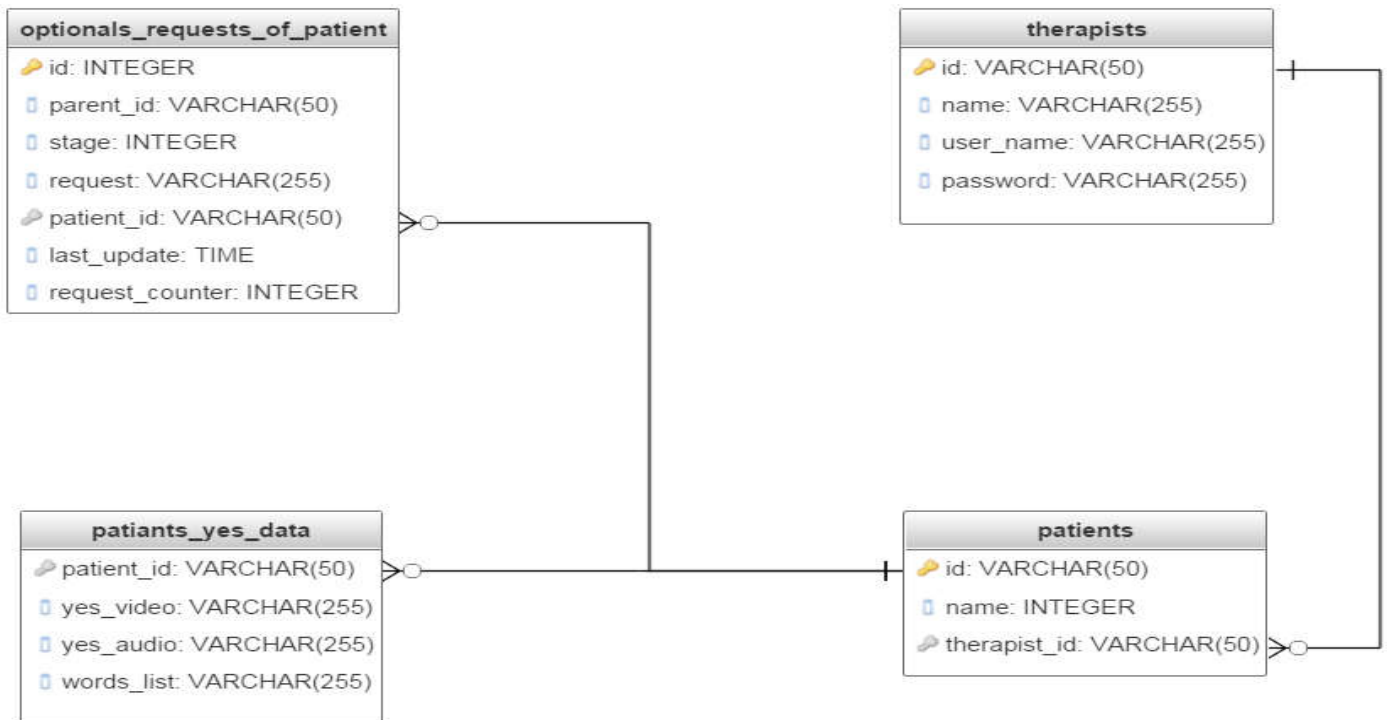 optionals_requests_of_patient
id: INTEGER
parent_id: VARCHAR(50)
stage: INTEGER
request: VARCHAR(255)
patient_id: VARCHAR(50)
last_update: TIME
request_counter: INTEGER
therapists
id: VARCHAR(50)
name: VARCHAR(255)
user_name: VARCHAR(255)
password: VARCHAR(255)
patiants_yes_data
patient_id: VARCHAR(50)
yes_video: VARCHAR(255)
yes_audio: VARCHAR(255)
words_list: VARCHAR(255)
patients
id: VARCHAR(50)
name: INTEGER
therapist_id: VARCHAR(50)